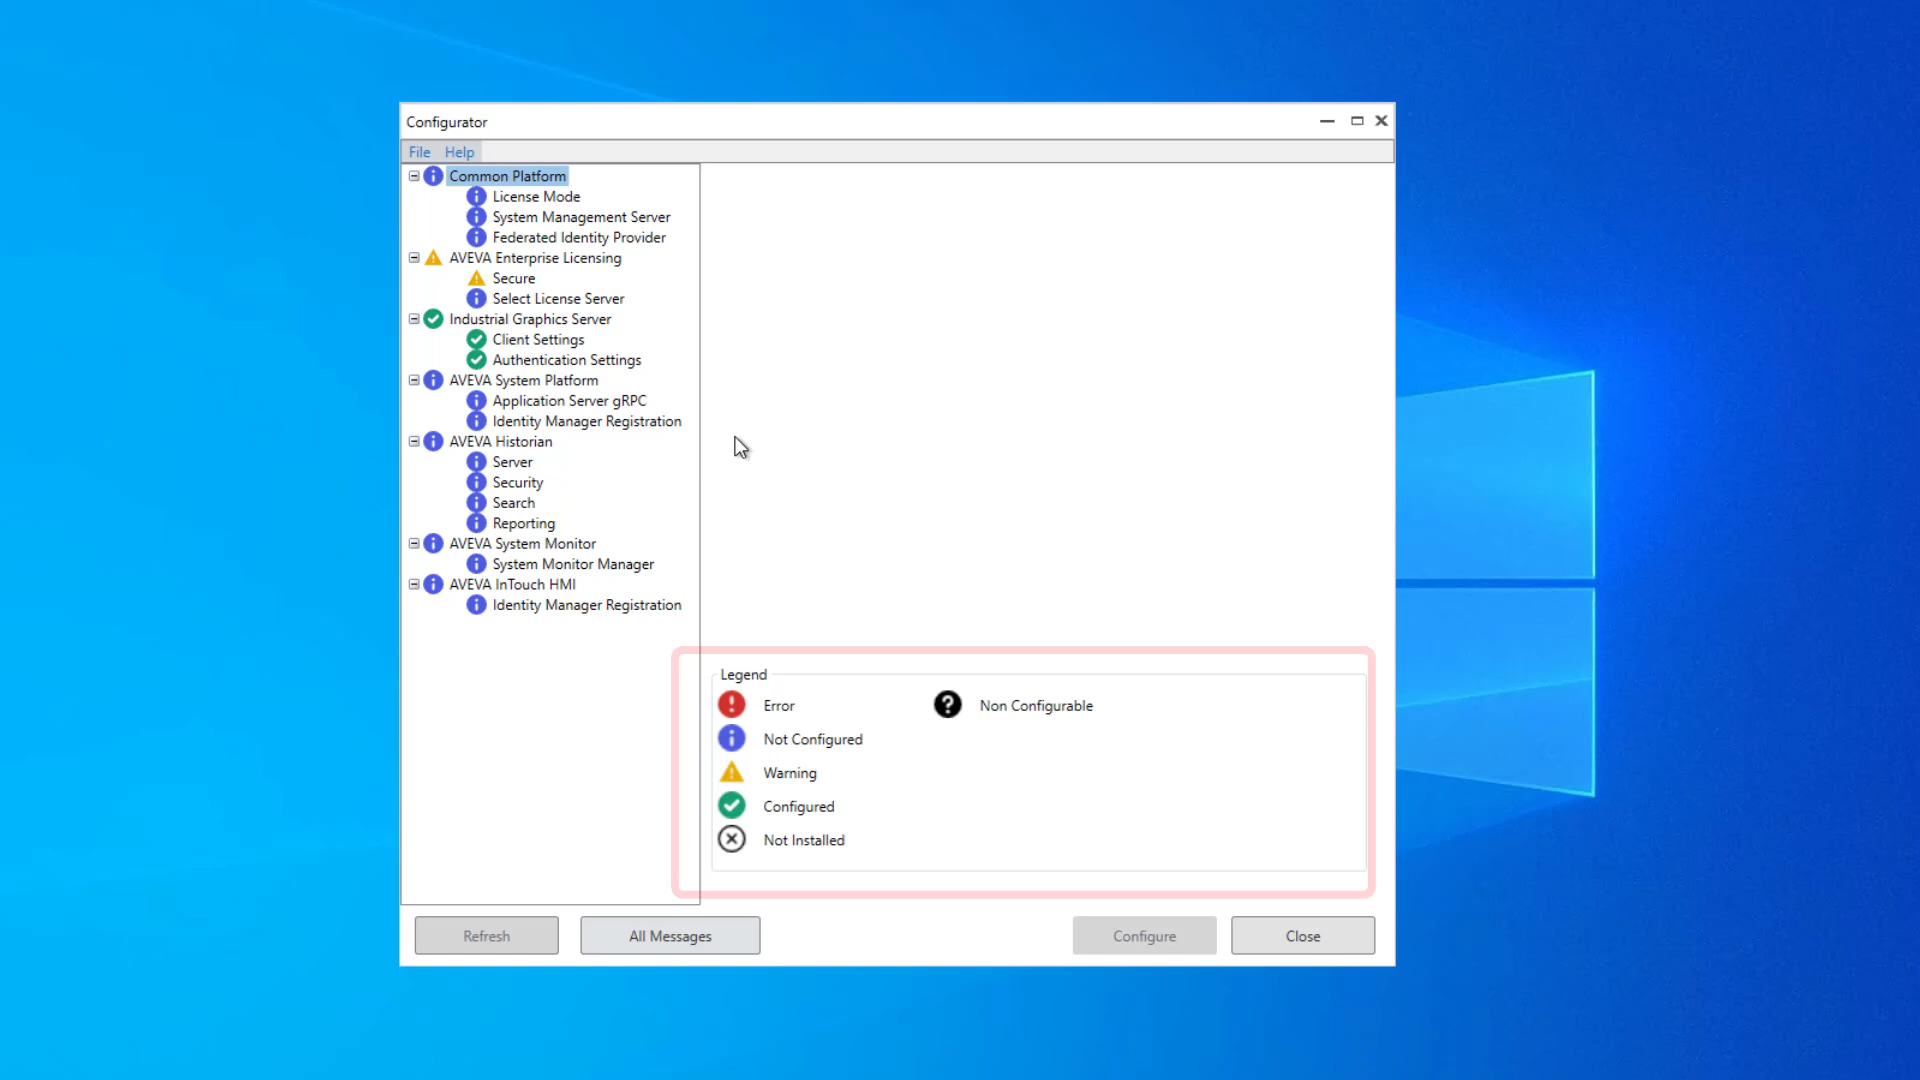 Configurator
File Help
Common Platform
License Mode
System Management Server
Federated Identity Provider
AVEVA Enterprise Licensing
Secure
Select License Server
Industrial Graphics Server
Client Settings
Authentication Settings
AVEVA System Platform
Application Server gRPC
Identity Manager Registration
AVEVA Historian
Server
Security
Search
Reporting
AVEVA System Monitor
System Monitor Manager
AVEVA InTouch HMI
Identity Manager Registration
Legend
Error
Non Configurable
Not Configured
Warning
Configured
Not Installed
Refresh
All Messages
Configure
Close